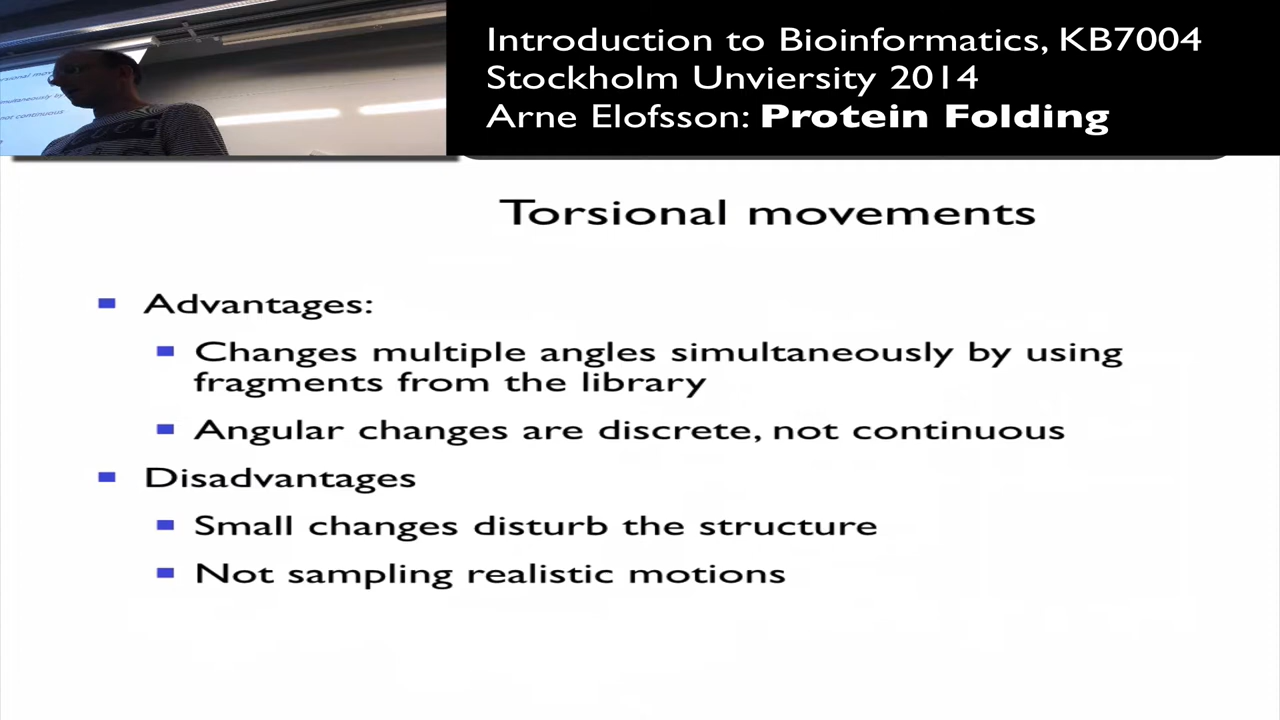 Introduction to Bioinformatics, KB7004
Stockholm Unviersity 2014
Arne Elofsson: Protein Folding
Torsional movements
Advantages:
Changes multiple angles simultaneously by using
fragments from the library
Angular changes are discrete, not continuous
Disadvantages
Small changes disturb the structure
Not sampling realistic motions